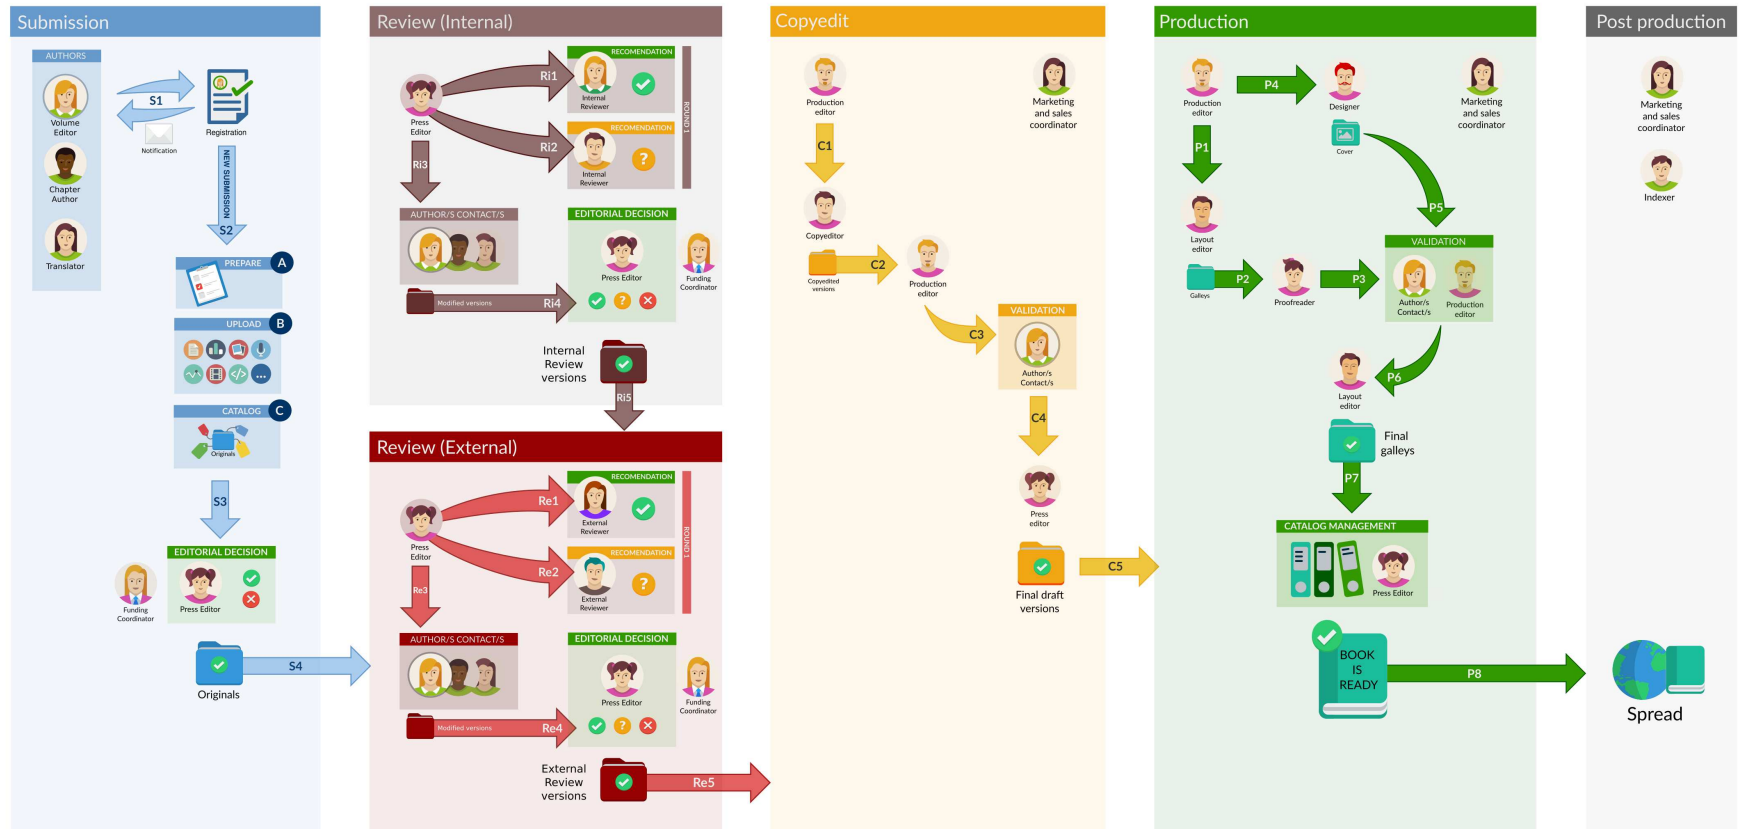 Submission
AUTHORS
Volume
Editor
Chapter
Author
Translator
S1
Notification
Registration
NEW SUBMISSION
S2
PREPARE
A
UPLOAD
B
CATALOG
C
Originals
S3
EDITORIAL DECISION
Press Editor
Funding
Coordinator
Originals
S4
Review (Internal)
Press
Editor
Ri1
RECOMENDATION
Internal
Reviewer
Ri2
RECOMENDATION
Internal
Reviewer
ROUND 1
Ri3
AUTHOR/S CONTACT/S
Modified versions
Ri4
EDITORIAL DECISION
Press Editor
Funding
Coordinator
Internal
Review
versions
Ri5
Review (External)
Press
Editor
Re1
RECOMENDATION
External
Reviewer
Re2
RECOMENDATION
External
Reviewer
ROUND 1
Re3
AUTHOR/S CONTACT/S
Modified versions
Re4
EDITORIAL DECISION
Press Editor
Funding
Coordinator
External
Review
versions
Re5
Copyedit
Production
editor
Marketing
and sales
coordinator
C1
Copyeditor
Copyedited
versions
C2
Production
editor
C3
VALIDATION
Author/s
Contact/s
C4
Press
editor
Final draft
versions
C5
Production
Production
editor
P4
Designer
Cover
Marketing
and sales
coordinator
P1
Layout
editor
P5
Galleys
P2
Proofreader
P3
VALIDATION
Author/s
Contact/s
Production
editor
P6
Layout
editor
Final
galleys
P7
CATALOG MANAGEMENT
Press Editor
BOOK
IS
READY
P8
Post production
Marketing
and sales
coordinator
Indexer
Spread